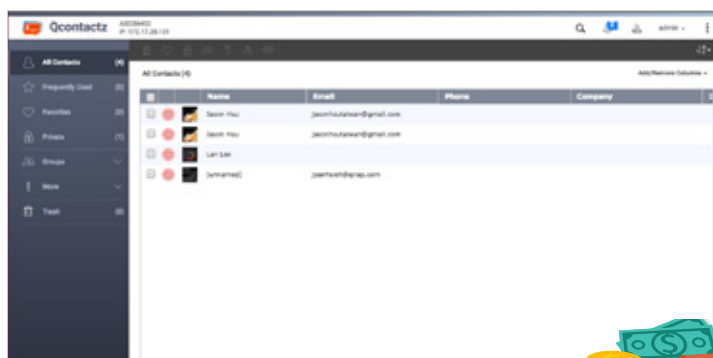 Qcontactz
admin
All Contacts (4)
Frequently Used (0)
Favorites (0)
Private (1)
Groups
More
Trash (0)
All Contacts (4)
Add/Remove Columns
Name Email Phone Company
Jason Hou jasonhoutaiwan@gmail.com
Jason Hou jasonhoutaiwan@gmail.com
Lari Lee
(unnamed)